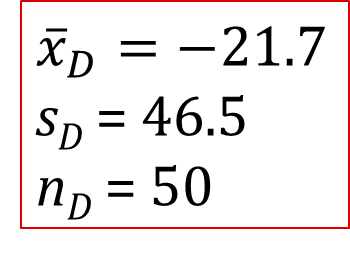 x̄_D = −21.7
s_D = 46.5
n_D = 50